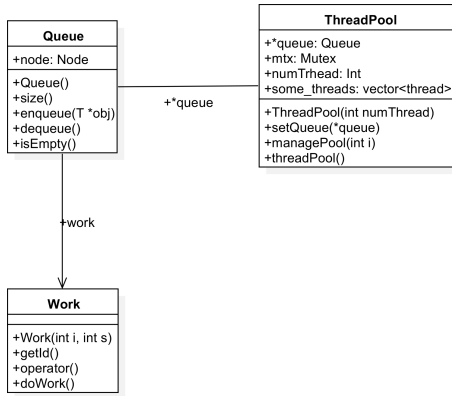 Queue
+node: Node
+Queue()
+size()
+enqueue(T *obj)
+dequeue()
+isEmpty()
ThreadPool
+*queue: Queue
+mtx: Mutex
+numTrhead: Int
+some_threads: vector<thread>
+ThreadPool(int numThread)
+setQueue(*queue)
+managePool(int i)
+threadPool()
+*queue
+work
Work
+Work(int i, int s)
+getId()
+operator()
+doWork()